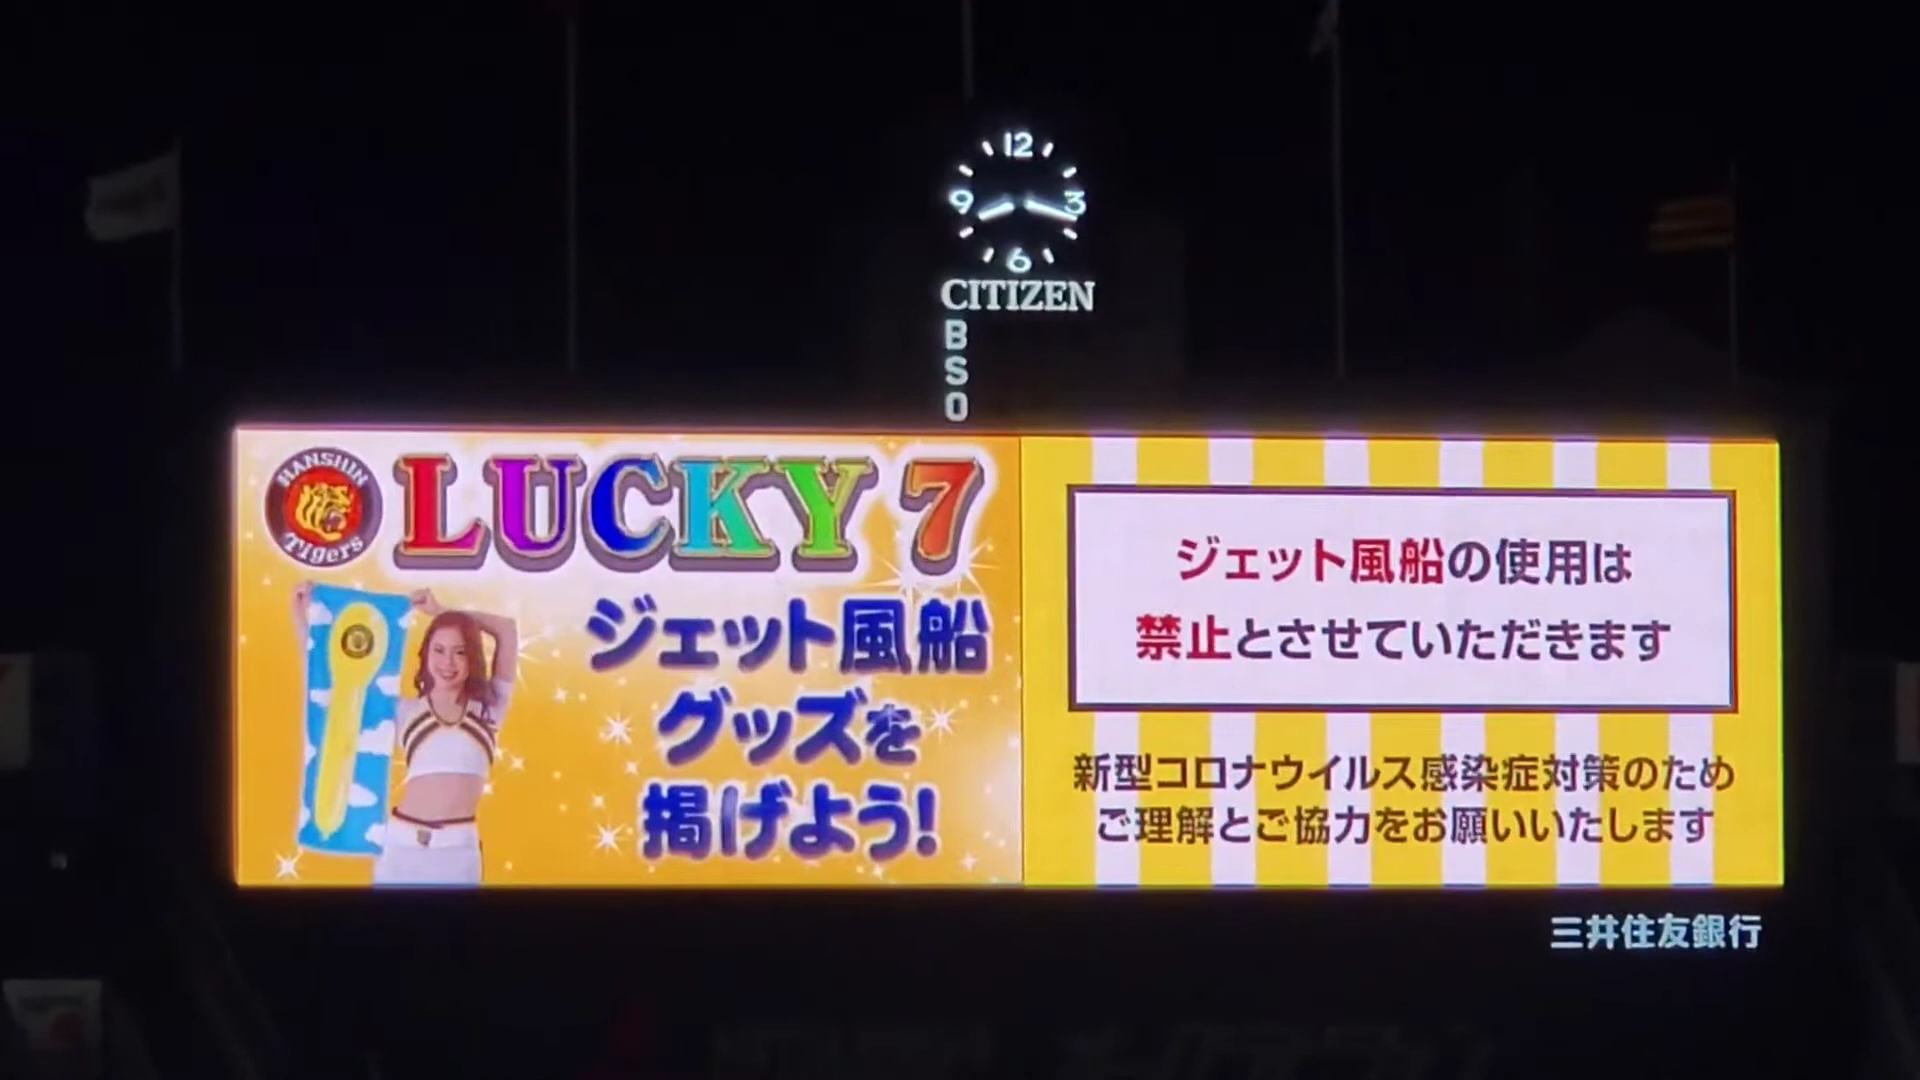 12
9
3
6
CITIZEN
B
S
O
HANSHIN
Tigers
LUCKY 7
ジェット風船
グッズを
掲げよう!
ジェット風船の使用は
禁止とさせていただきます
新型コロナウイルス感染症対策のため
ご理解とご協力をお願いいたします
三井住友銀行